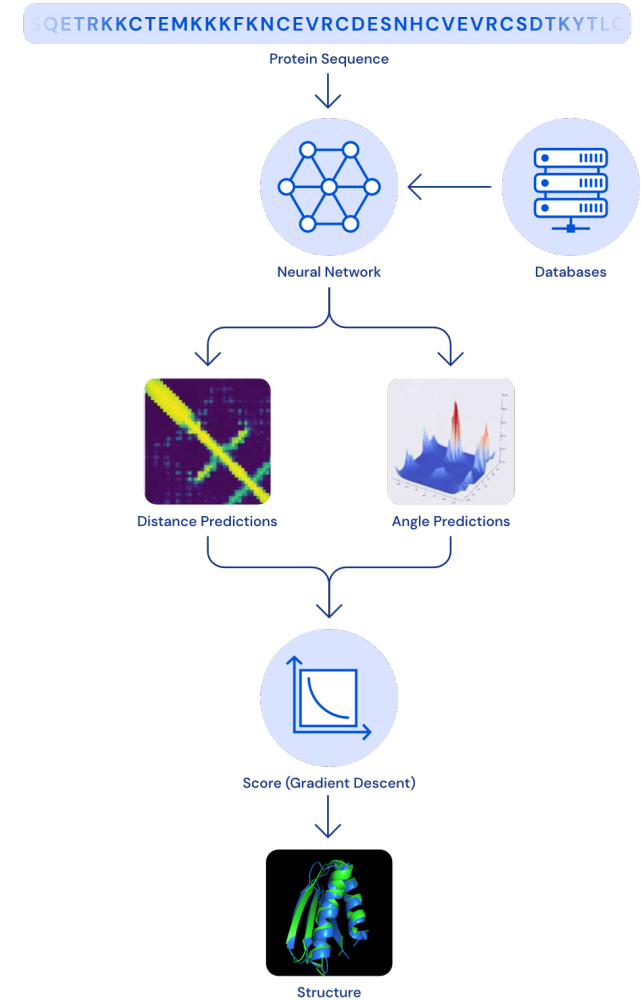 SQETRKKCTEMKKKFKNCEVRCDESNHCVEVRCSDTKYTLC
Protein Sequence
Neural Network
Databases
Distance Predictions
Angle Predictions
Score (Gradient Descent)
Structure